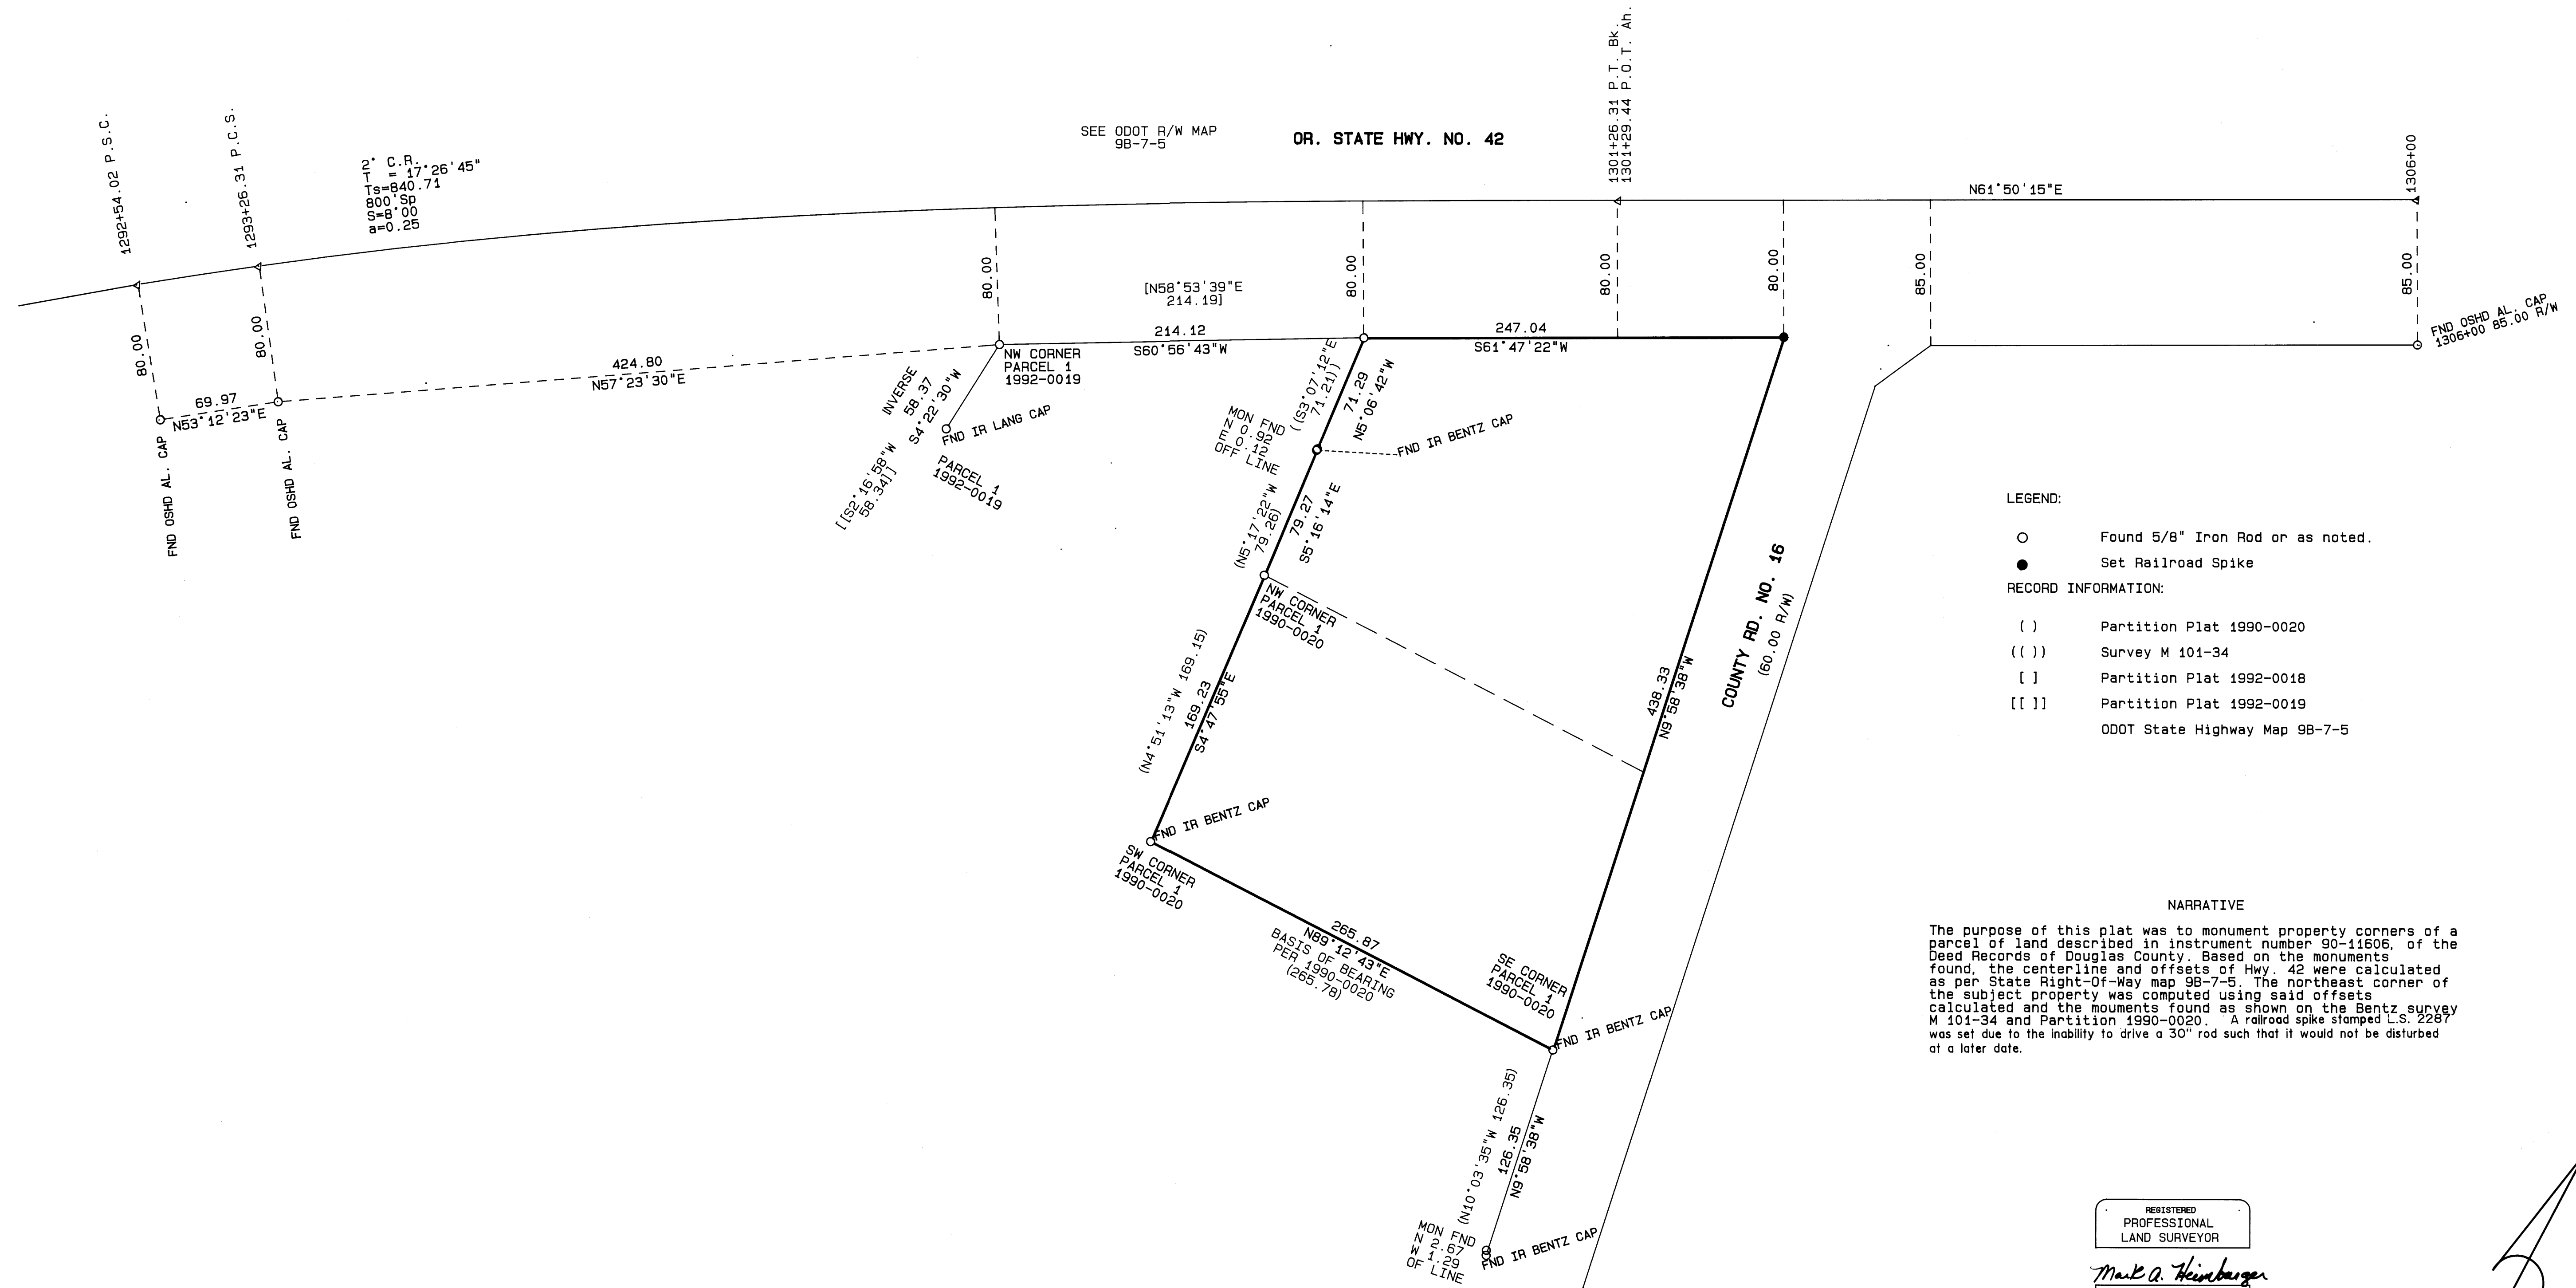 1292+54.02 P.S.C.
1293+26.31 P.C.S.
2° C.R.
T = 17°26'45"
Ts=840.71
800'Sp
S=8°00
a=0.25
SEE ODOT R/W MAP
9B-7-5
OR. STATE HWY. NO. 42
1301+26.31 P.T. Bk.
1301+29.44 P.O.T. Ah.
N61°50'15"E
1306+00
80.00
80.00
80.00
80.00
80.00
80.00
85.00
85.00
FND OSHD AL. CAP
1306+00 85.00 R/W
[N58°53'39"E
214.19]
214.12
S60°56'43"W
247.04
S61°47'22"W
424.80
N57°23'30"E
69.97
N53°12'23"E
FND OSHD AL. CAP
FND OSHD AL. CAP
NW CORNER
PARCEL 1
1992-0019
INVERSE
58.37
S4°22'30"W
[[S2°16'58"W
58.34]]
FND IR LANG CAP
PARCEL 1
1992-0019
((S3°07'12"E
71.21))
71.29
N5°06'42"W
MON FND
N 0.92
E 0.12
OFF LINE
FND IR BENTZ CAP
(N5°17'22"W
79.26)
79.27
S5°16'14"E
NW CORNER
PARCEL 1
1990-0020
(N4°51'13"W 169.15)
169.23
S4°47'55"E
FND IR BENTZ CAP
SW CORNER
PARCEL 1
1990-0020
265.87
N89°12'43"E
BASIS OF BEARING
PER 1990-0020
(265.78)
SE CORNER
PARCEL 1
1990-0020
FND IR BENTZ CAP
438.33
N9°58'38"W
COUNTY RD. NO. 16
(60.00 R/W)
(N10°03'35"W 126.35)
126.35
N9°58'38"W
MON FND
N 2.67
W 1.29
OF LINE
FND IR BENTZ CAP
LEGEND:
Found 5/8" Iron Rod or as noted.
Set Railroad Spike
RECORD INFORMATION:
( ) Partition Plat 1990-0020
(( )) Survey M 101-34
[ ] Partition Plat 1992-0018
[[ ]] Partition Plat 1992-0019
ODOT State Highway Map 9B-7-5
NARRATIVE
The purpose of this plat was to monument property corners of a
parcel of land described in instrument number 90-11606, of the
Deed Records of Douglas County. Based on the monuments
found, the centerline and offsets of Hwy. 42 were calculated
as per State Right-Of-Way map 9B-7-5. The northeast corner of
the subject property was computed using said offsets
calculated and the mouments found as shown on the Bentz survey
M 101-34 and Partition 1990-0020. A railroad spike stamped L.S. 2287
was set due to the inability to drive a 30" rod such that it would not be disturbed
at a later date.
REGISTERED
PROFESSIONAL
LAND SURVEYOR
Mark A. Heimburger